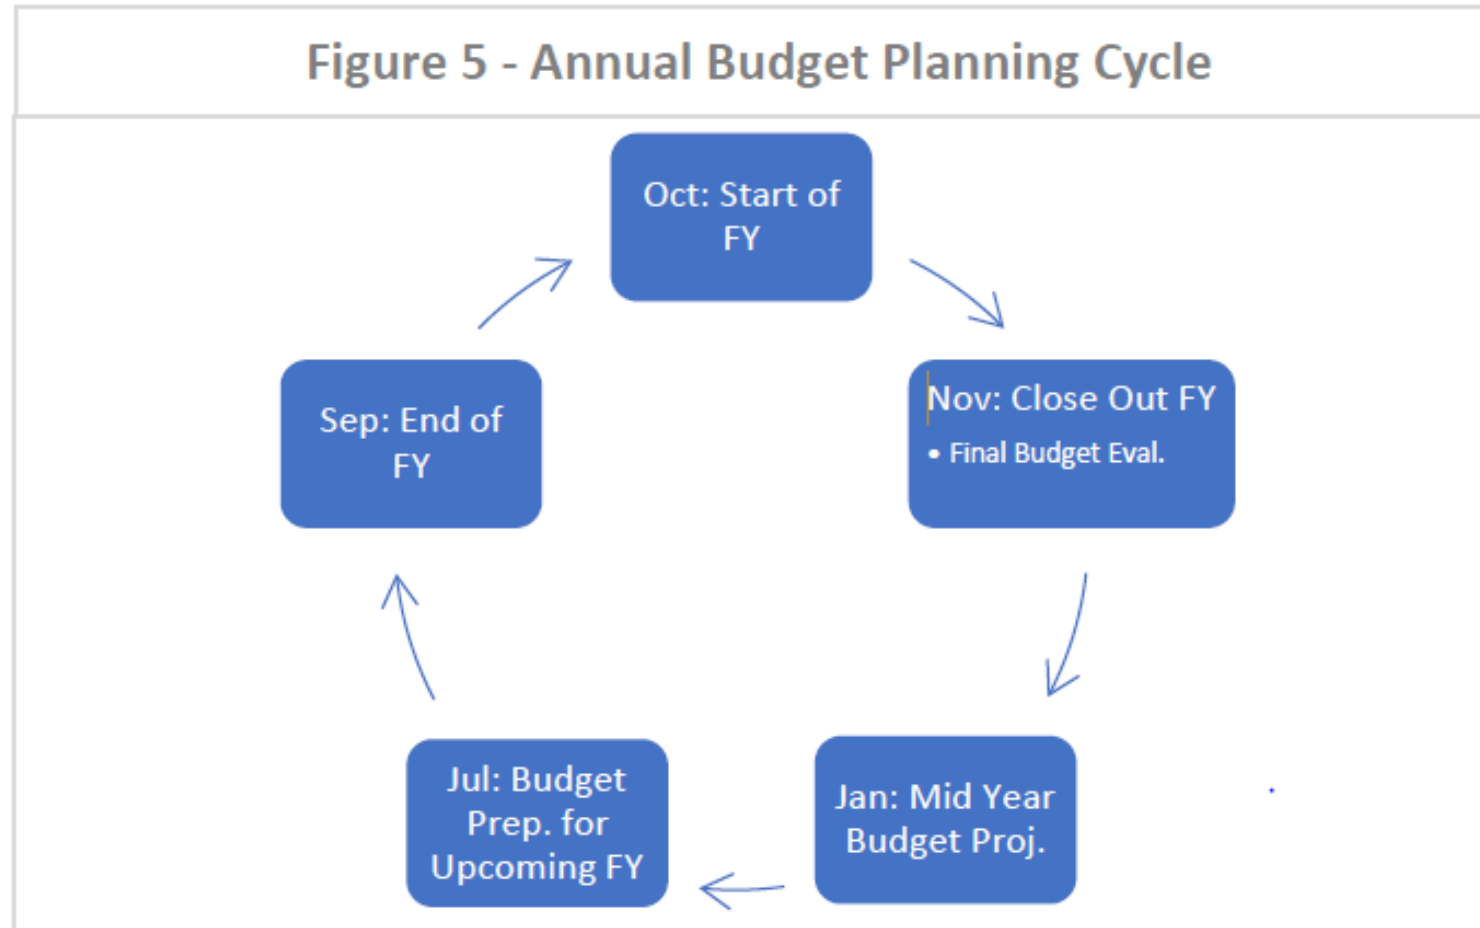 Figure 5 - Annual Budget Planning Cycle
Oct: Start of
FY
Nov: Close Out FY
• Final Budget Eval.
Jan: Mid Year
Budget Proj.
Jul: Budget
Prep. for
Upcoming FY
Sep: End of
FY